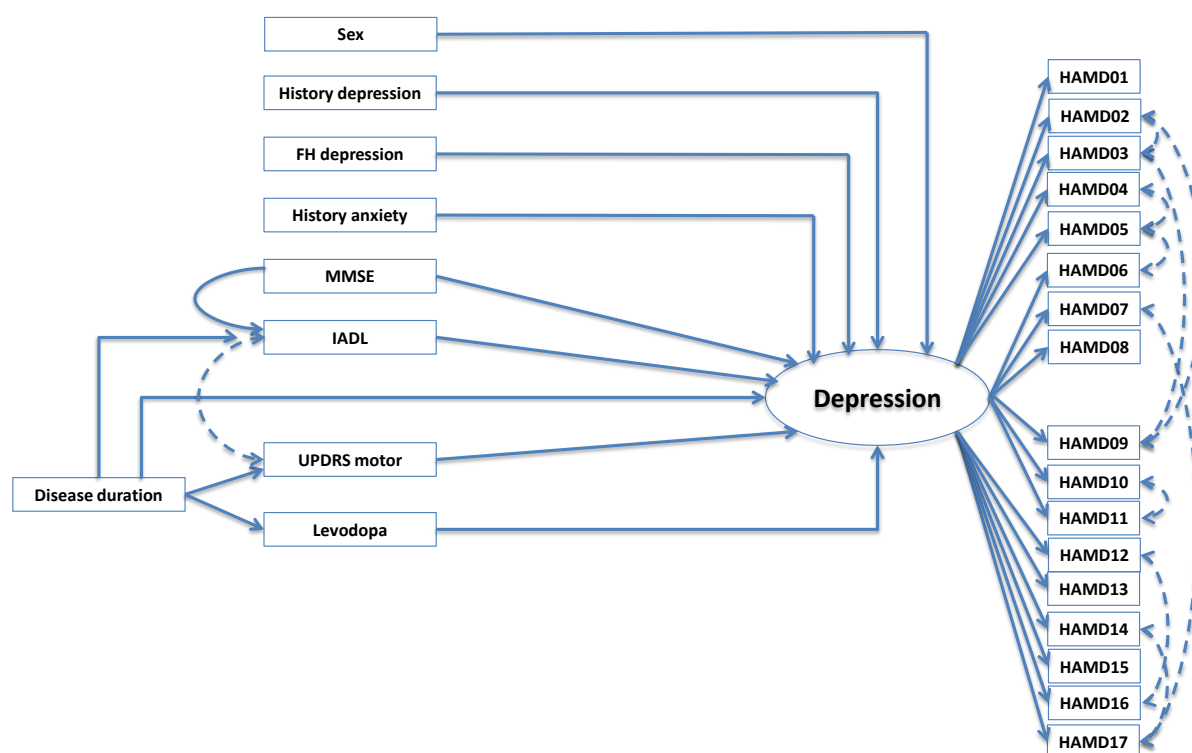 Sex
History depression
FH depression
History anxiety
MMSE
IADL
UPDRS motor
Disease duration
Levodopa
Depression
HAMD01
HAMD02
HAMD03
HAMD04
HAMD05
HAMD06
HAMD07
HAMD08
HAMD09
HAMD10
HAMD11
HAMD12
HAMD13
HAMD14
HAMD15
HAMD16
HAMD17